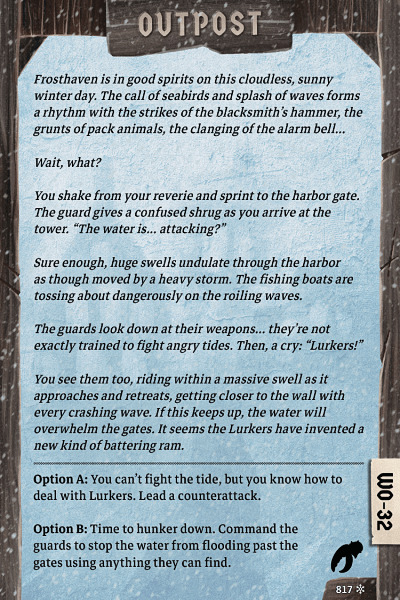 OUTPOST
Frosthaven is in good spirits on this cloudless, sunny
winter day. The call of seabirds and splash of waves forms
a rhythm with the strikes of the blacksmith's hammer, the
grunts of pack animals, the clanging of the alarm bell...
Wait, what?
You shake from your reverie and sprint to the harbor gate.
The guard gives a confused shrug as you arrive at the
tower. “The water is... attacking?”
Sure enough, huge swells undulate through the harbor
as though moved by a heavy storm. The fishing boats are
tossing about dangerously on the roiling waves.
The guards look down at their weapons... they're not
exactly trained to fight angry tides. Then, a cry: “Lurkers!”
You see them too, riding within a massive swell as it
approaches and retreats, getting closer to the wall with
every crashing wave. If this keeps up, the water will
overwhelm the gates. It seems the Lurkers have invented a
new kind of battering ram.
Option A: You can't fight the tide, but you know how to
deal with Lurkers. Lead a counterattack.
Option B: Time to hunker down. Command the
guards to stop the water from flooding past the
gates using anything they can find.
WO-32
817